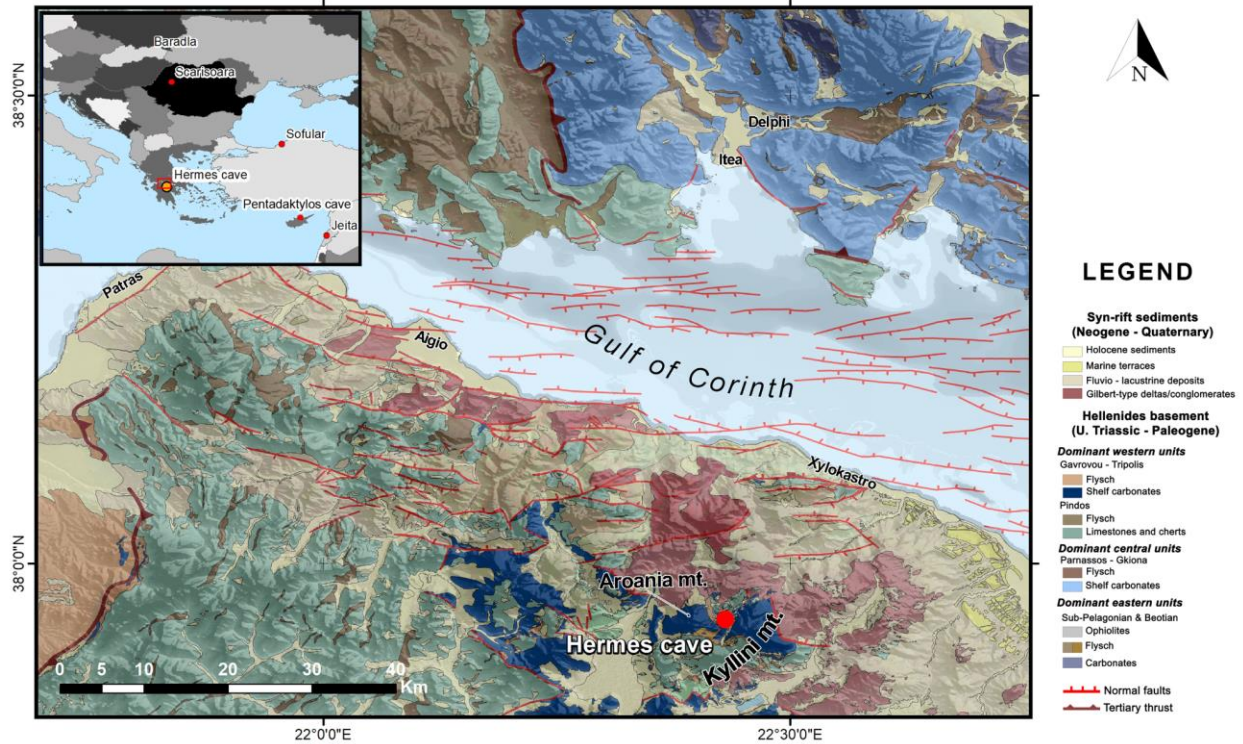 Baradla
Scarisoara
Sofular
Hermes cave
Pentadaktylos cave
Jeita
38°30'N
38°0'N
Delphi
Itea
Patras
Aigio
Gulf of Corinth
Xylokastro
Aroania mt.
Hermes cave
Kyllini mt.
0 5 10 20 30 40
Km
22°0'0"N
22°30'0"N
N
LEGEND
Syn-rift sediments
(Neogene - Quaternary)
Holocene sediments
Marine terraces
Fluvio - lacustrine deposits
Gilbert-type deltas/conglomerates
Hellenides basement
(U. Triassic - Paleogene)
Dominant western units
Gavrovou - Tripolis
Flysch
Shelf carbonates
Pindos
Flysch
Limestones and cherts
Dominant central units
Parnassos - Gkiona
Flysch
Shelf carbonates
Dominant eastern units
Sub-Pelagonian & Beotian
Ophiolites
Flysch
Carbonates
Normal faults
Tertiary thrust